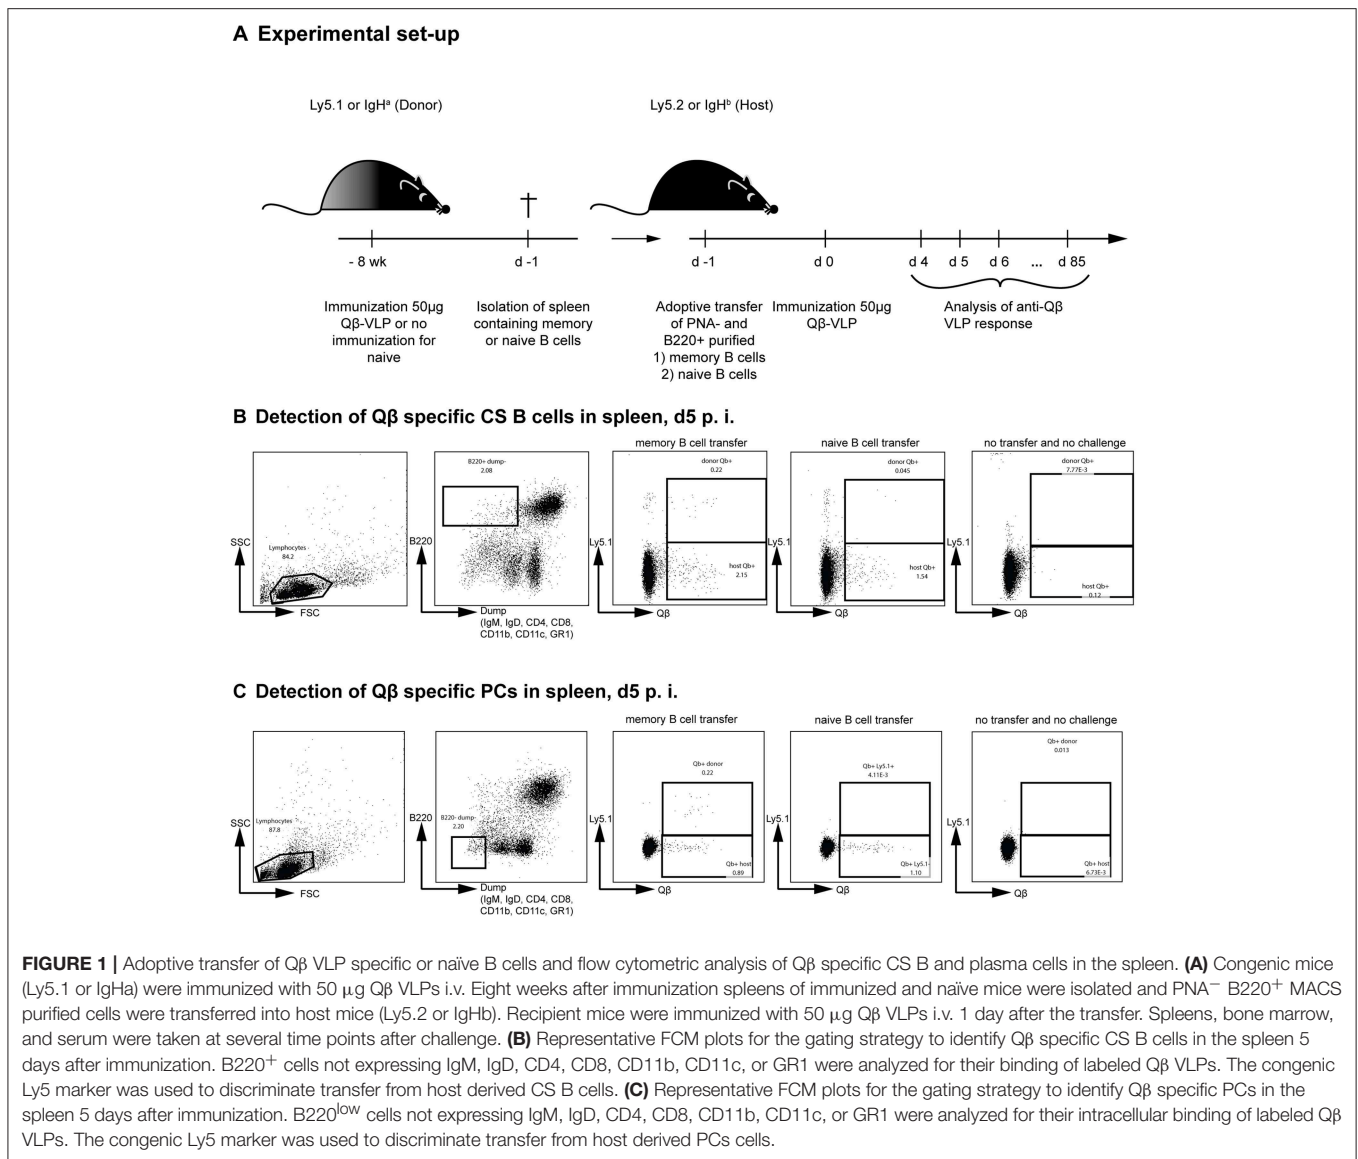 A Experimental set-up
Ly5.1 or IgHᵃ (Donor)
Ly5.2 or IgHᵇ (Host)
- 8 wk
d -1
d -1
d 0
d 4
d 5
d 6
...
d 85
Immunization 50µg
Qβ-VLP or no
immunization for
naive
Isolation of spleen
containing memory
or naive B cells
Adoptive transfer
of PNA- and
B220+ purified
1) memory B cells
2) naive B cells
Immunization 50µg
Qβ-VLP
Analysis of anti-Qβ
VLP response
B Detection of Qβ specific CS B cells in spleen, d5 p. i.
SSC
Lymphocytes
84.2
FSC
B220
B220+ dump-
2.08
Dump
(IgM, IgD, CD4, CD8,
CD11b, CD11c, GR1)
memory B cell transfer
Ly5.1
donor Qb+
0.22
host Qb+
2.15
Qβ
naive B cell transfer
Ly5.1
donor Qb+
0.045
host Qb+
1.54
Qβ
no transfer and no challenge
Ly5.1
donor Qb+
7.77E-3
host Qb+
0.12
Qβ
C Detection of Qβ specific PCs in spleen, d5 p. i.
SSC
Lymphocytes
87.8
FSC
B220
B220- dump-
2.20
Dump
(IgM, IgD, CD4, CD8,
CD11b, CD11c, GR1)
memory B cell transfer
Ly5.1
Qb+ donor
0.22
Qb+ host
0.89
Qβ
naive B cell transfer
Ly5.1
Qb+ Ly5.1+
4.11E-3
Qb+ Ly5.1-
1.10
Qβ
no transfer and no challenge
Ly5.1
Qb+ donor
0.013
Qb+ host
6.73E-3
Qβ
FIGURE 1 | Adoptive transfer of Qβ VLP specific or naïve B cells and flow cytometric analysis of Qβ specific CS B and plasma cells in the spleen. (A) Congenic mice
(Ly5.1 or IgHa) were immunized with 50 µg Qβ VLPs i.v. Eight weeks after immunization spleens of immunized and naïve mice were isolated and PNA⁻ B220⁺ MACS
purified cells were transferred into host mice (Ly5.2 or IgHb). Recipient mice were immunized with 50 µg Qβ VLPs i.v. 1 day after the transfer. Spleens, bone marrow,
and serum were taken at several time points after challenge. (B) Representative FCM plots for the gating strategy to identify Qβ specific CS B cells in the spleen 5
days after immunization. B220⁺ cells not expressing IgM, IgD, CD4, CD8, CD11b, CD11c, or GR1 were analyzed for their binding of labeled Qβ VLPs. The congenic
Ly5 marker was used to discriminate transfer from host derived CS B cells. (C) Representative FCM plots for the gating strategy to identify Qβ specific PCs in the
spleen 5 days after immunization. B220ˡᵒʷ cells not expressing IgM, IgD, CD4, CD8, CD11b, CD11c, or GR1 were analyzed for their intracellular binding of labeled Qβ
VLPs. The congenic Ly5 marker was used to discriminate transfer from host derived PCs cells.